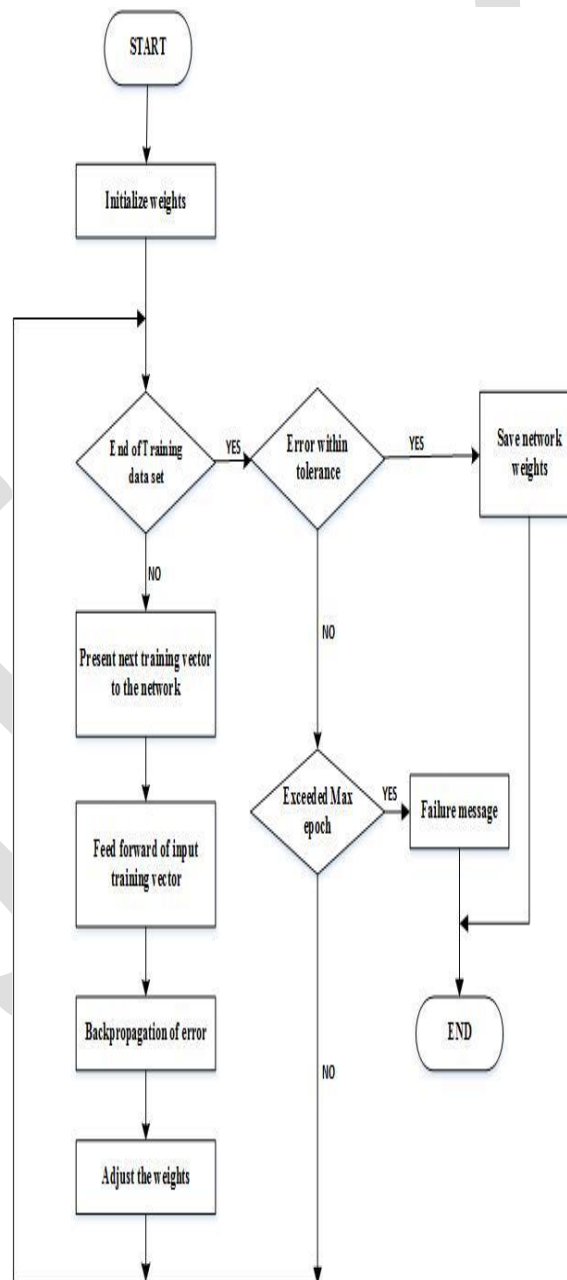 START
Initialize weights
End of Training
data set
YES
Error within
tolerance
YES
Save network
weights
NO
Present next training vector
to the network
NO
Feed forward of input
training vector
Exceeded Max
epoch
YES
Failure message
Backpropagation of error
END
NO
Adjust the weights